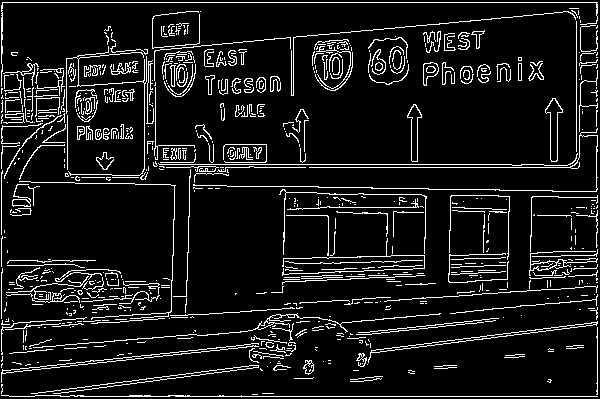 HOV LANE
10 WEST
Phoenix
LEFT
10 EAST
Tucson
1 MILE
EXIT ONLY
10 60 WEST
Phoenix